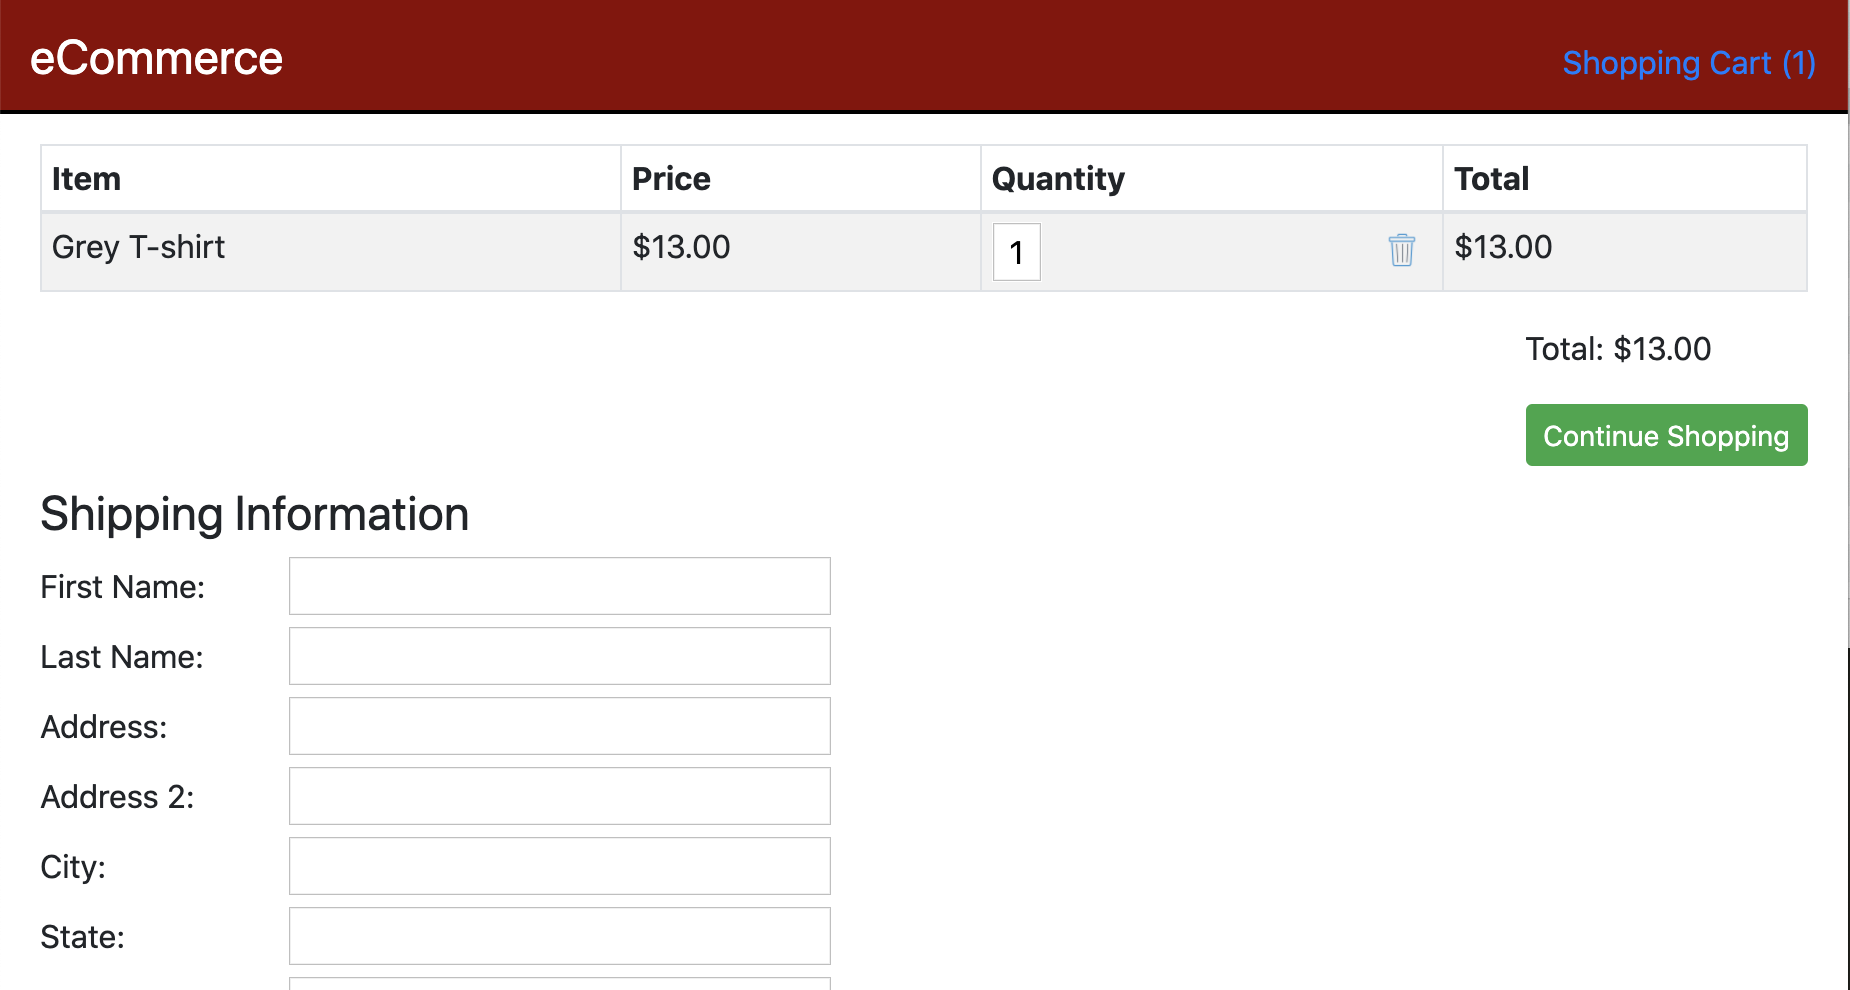 eCommerce
Shopping Cart (1)
Item Price Quantity Total
Grey T-shirt $13.00 1 $13.00
Total: $13.00
Continue Shopping
Shipping Information
First Name:
Last Name:
Address:
Address 2:
City:
State: